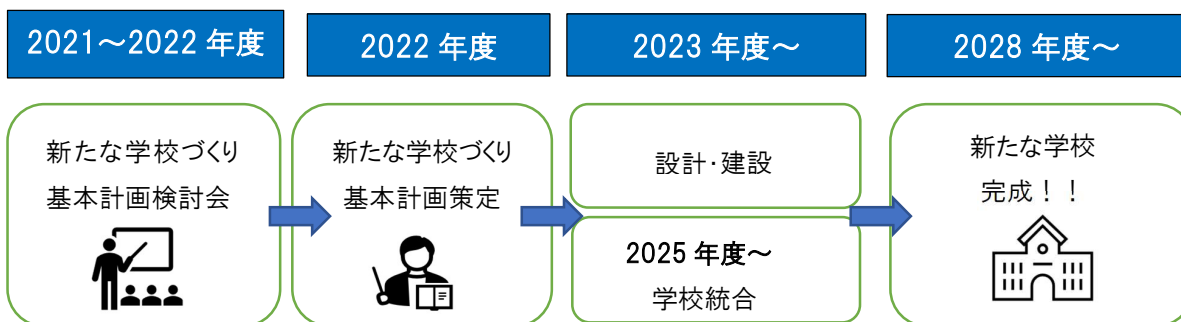 2021～2022 年度
2022 年度
2023 年度～
2028 年度～
新たな学校づくり
基本計画検討会
新たな学校づくり
基本計画策定
設計･建設
2025 年度～
学校統合
新たな学校
完成！！